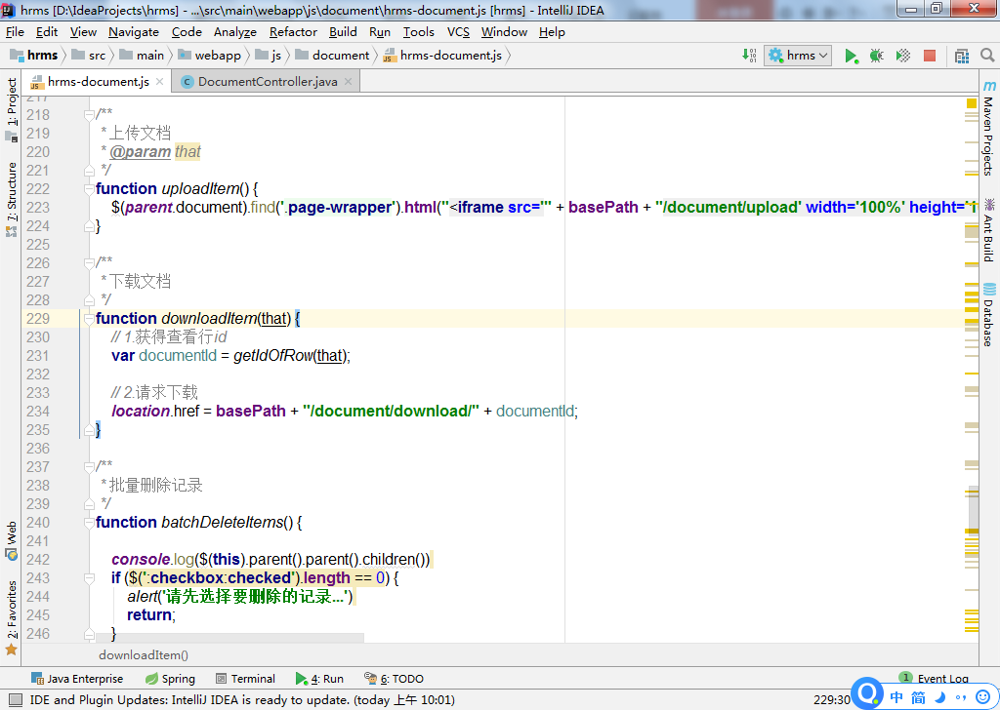 hrms [D:\IdeaProjects\hrms] - ...\src\main\webapp\js\document\hrms-document.js [hrms] - IntelliJ IDEA
File Edit View Navigate Code Analyze Refactor Build Run Tools VCS Window Help
hrms src main webapp js document hrms-document.js hrms
hrms-document.js DocumentController.java
1: Project
7: Structure
Web
2: Favorites
Maven Projects
Ant Build
Database
217
218 /**
219 * 上传文档
220 * @param that
221 */
222 function uploadItem() {
223 $(parent.document).find('.page-wrapper').html("<iframe src='" + basePath + "/document/upload' width='100%' height='1
224 }
225
226 /**
227 * 下载文档
228 */
229 function downloadItem(that) {
230 // 1.获得查看行id
231 var documentId = getIdOfRow(that);
232
233 // 2.请求下载
234 location.href = basePath + "/document/download/" + documentId;
235 }
236
237 /**
238 * 批量删除记录
239 */
240 function batchDeleteItems() {
241
242 console.log($(this).parent().parent().children())
243 if ($(':checkbox:checked').length == 0) {
244 alert('请先选择要删除的记录...')
245 return;
246 }
downloadItem()
Java Enterprise Spring Terminal 4: Run 6: TODO 1 Event Log
IDE and Plugin Updates: IntelliJ IDEA is ready to update. (today 上午 10:01) 229:30 中 简